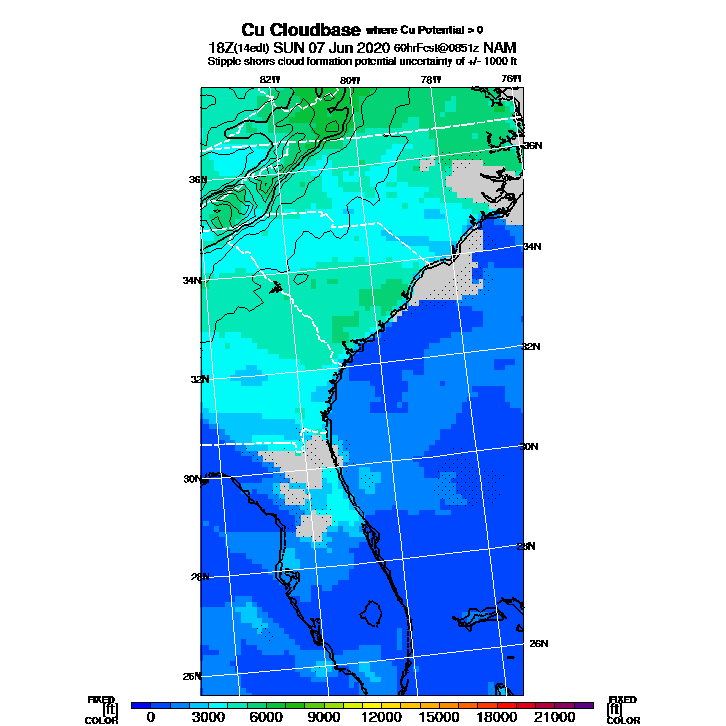 Cu Cloudbase where Cu Potential > 0
18Z(14edt) SUN 07 Jun 2020 60hrFcst@0851z NAM
Stipple shows cloud formation potential uncertainty of +/- 1000 ft
82W 80W 78W 76W
36N
36N
34N
34N
32N
32N
30N
30N
28N
28N
26N
26N
FIXED FIXED
[ft] [ft]
COLOR 0 3000 6000 9000 12000 15000 18000 21000 COLOR